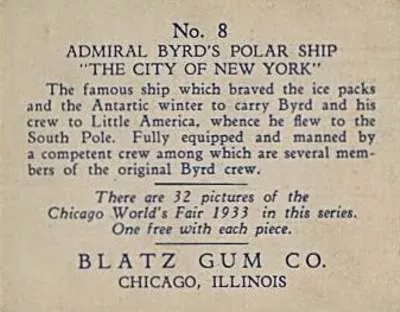 No. 8
ADMIRAL BYRD'S POLAR SHIP
"THE CITY OF NEW YORK"
The famous ship which braved the ice packs
and the Antartic winter to carry Byrd and his
crew to Little America, whence he flew to the
South Pole. Fully equipped and manned by
a competent crew among which are several mem-
bers of the original Byrd crew.
There are 32 pictures of the
Chicago World's Fair 1933 in this series.
One free with each piece.
BLATZ GUM CO.
CHICAGO, ILLINOIS